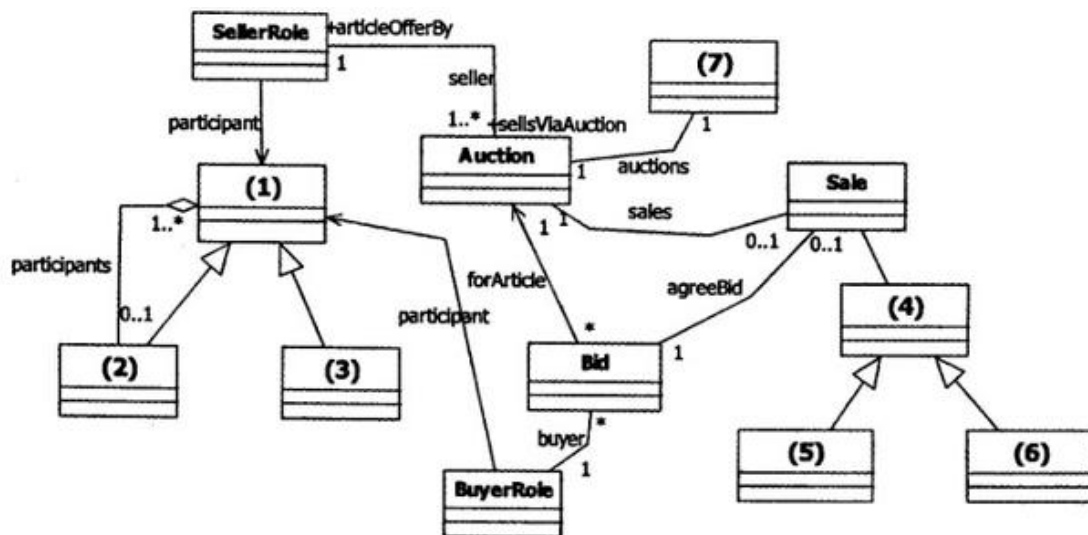 SellerRole
+articleOfferBy
1
seller
(7)
participant
1..*
+sellsViaAuction
1
Auction
1
auctions
(1)
Sale
1..*
1
1
sales
0..1
0..1
participants
forArticle
agreeBid
participant
(4)
0..1
*
1
(2)
(3)
Bid
*
buyer
(5)
(6)
1
BuyerRole